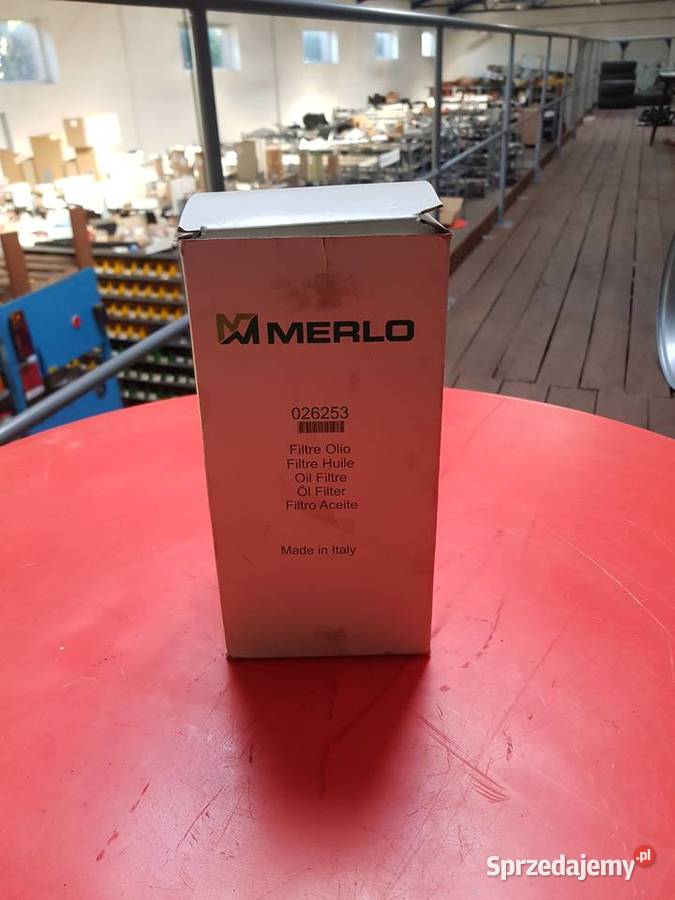 MERLO
026253
Filtre Olio
Filtre Huile
Oil Filtre
Öl Filter
Filtro Aceite
Made in Italy
Sprzedajemy.pl